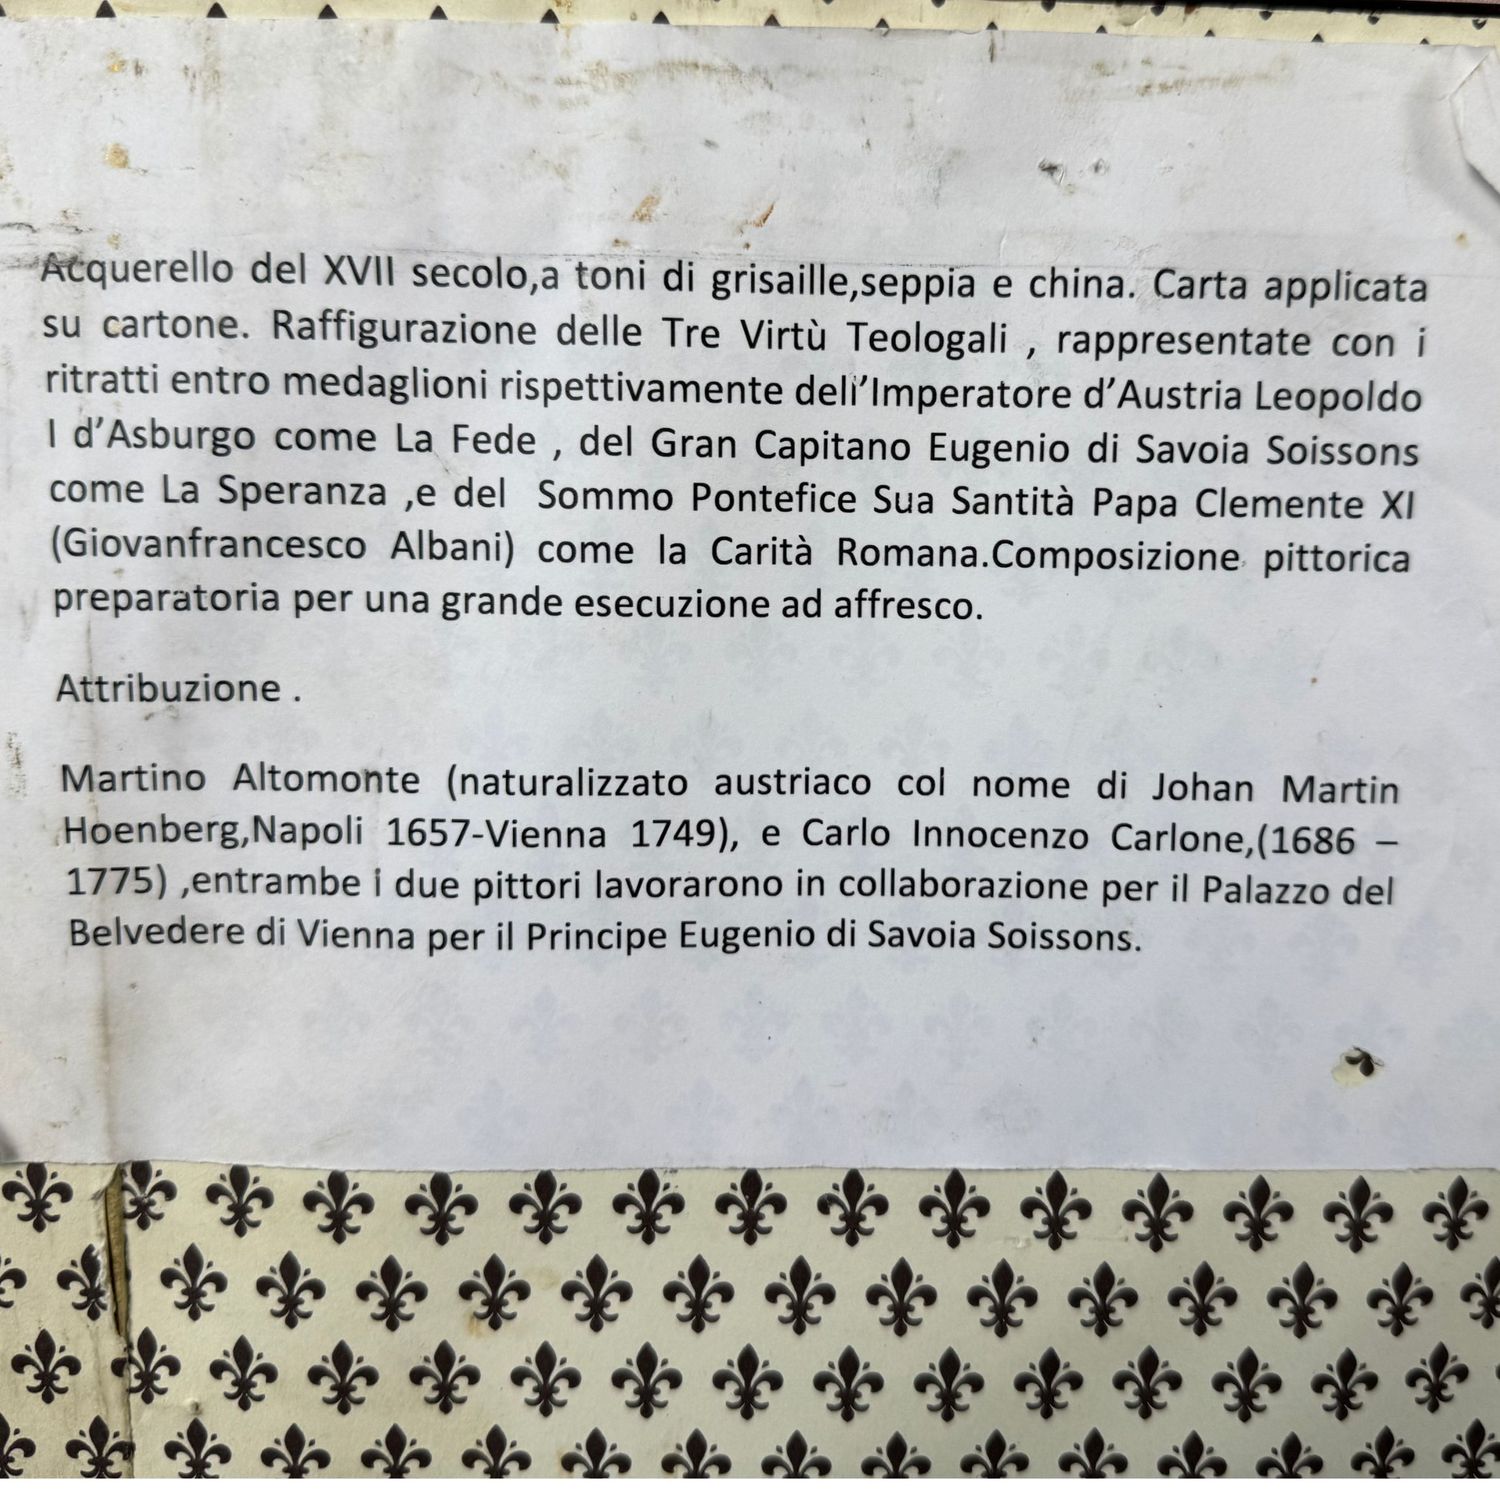 Acquerello del XVII secolo,a toni di grisaille,seppia e china. Carta applicata
su cartone. Raffigurazione delle Tre Virtù Teologali , rappresentate con i
ritratti entro medaglioni rispettivamente dell’Imperatore d’Austria Leopoldo
I d’Asburgo come La Fede , del Gran Capitano Eugenio di Savoia Soissons
come La Speranza ,e del Sommo Pontefice Sua Santità Papa Clemente XI
(Giovanfrancesco Albani) come la Carità Romana.Composizione pittorica
preparatoria per una grande esecuzione ad affresco.
Attribuzione .
Martino Altomonte (naturalizzato austriaco col nome di Johan Martin
Hoenberg,Napoli 1657-Vienna 1749), e Carlo Innocenzo Carlone,(1686 –
1775) ,entrambe i due pittori lavorarono in collaborazione per il Palazzo del
Belvedere di Vienna per il Principe Eugenio di Savoia Soissons.